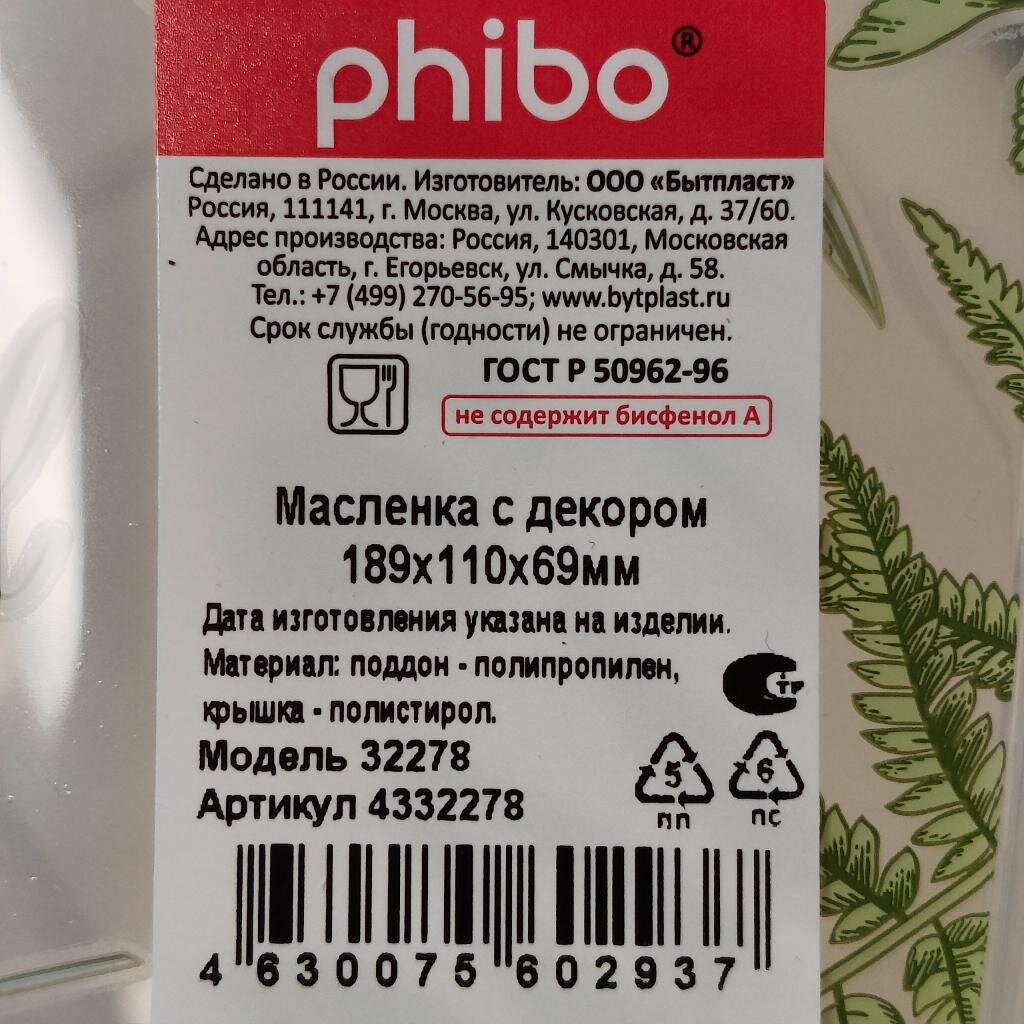 phibo®
Сделано в России. Изготовитель: ООО «Бытпласт»
Россия, 111141, г. Москва, ул. Кусковская, д. 37/60.
Адрес производства: Россия, 140301, Московская
область, г. Егорьевск, ул. Смычка, д. 58.
Тел.: +7 (499) 270-56-95; www.bytplast.ru
Срок службы (годности) не ограничен.
ГОСТ Р 50962-96
не содержит бисфенол А
Масленка с декором
189х110х69мм
Дата изготовления указана на изделии.
Материал: поддон - полипропилен,
крышка - полистирол.
Модель 32278
Артикул 4332278
5 6
ПП ПС
4 630075 602937